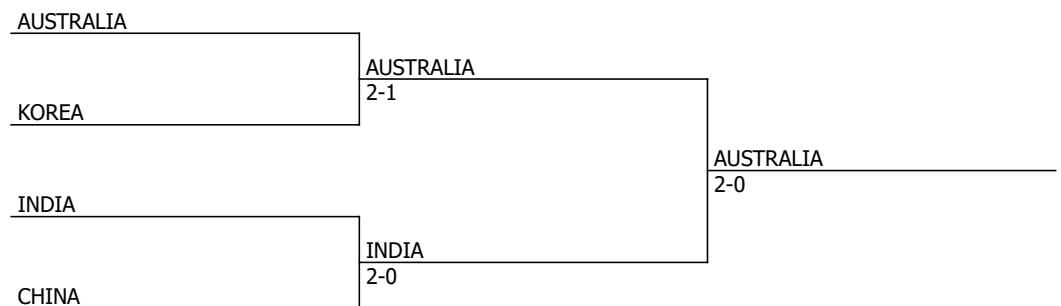 AUSTRALIA
AUSTRALIA
2-1
KOREA
AUSTRALIA
2-0
INDIA
INDIA
2-0
CHINA